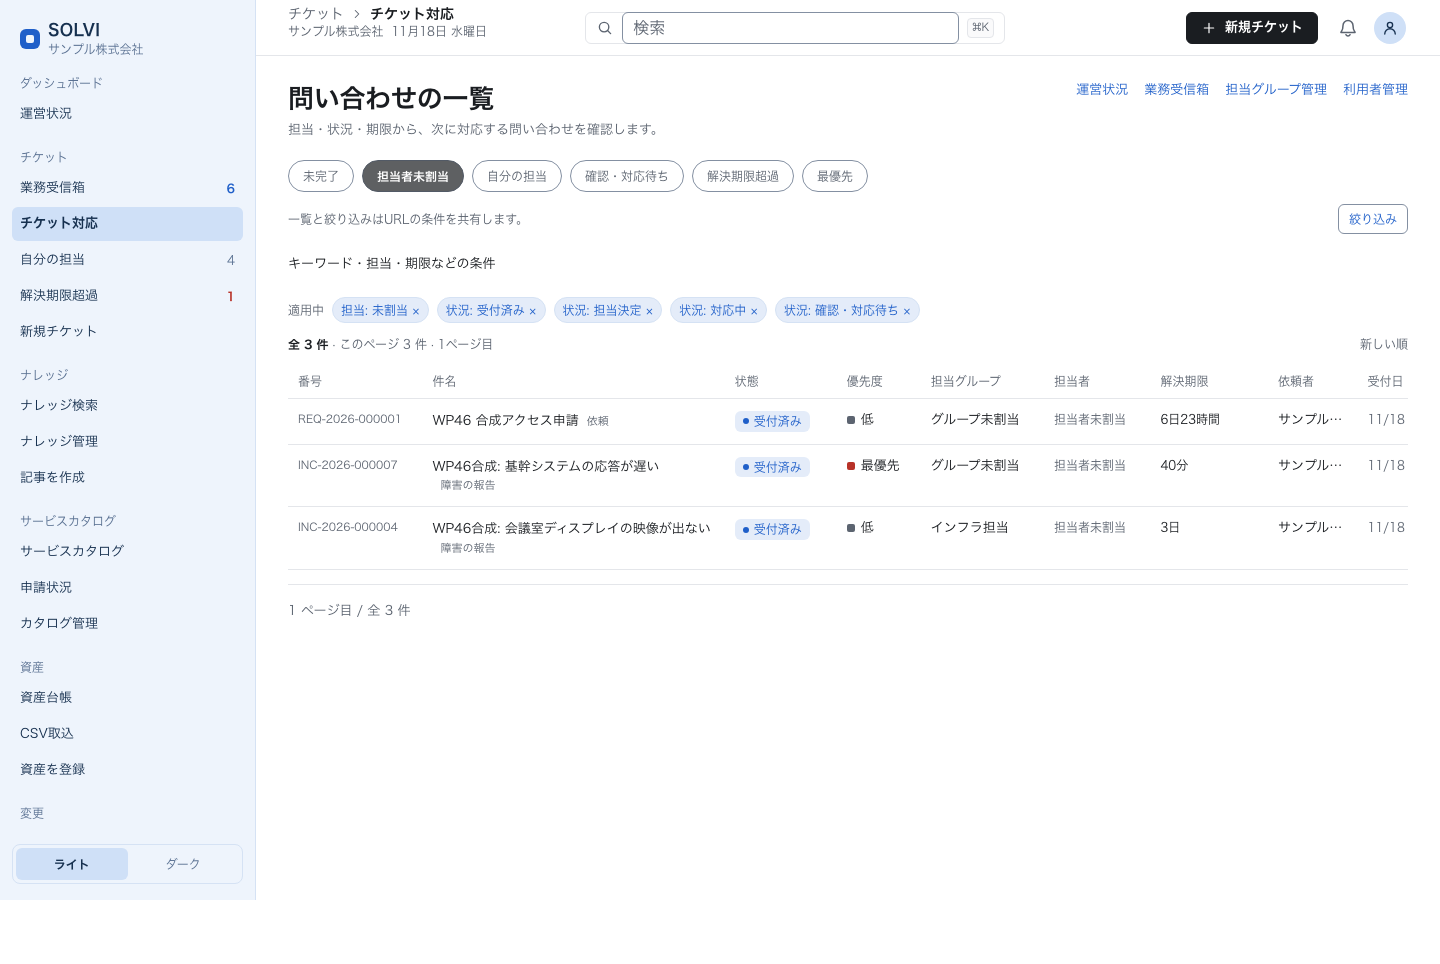 SOLVI
サンプル株式会社
ダッシュボード
運営状況
チケット
業務受信箱 6
チケット対応
自分の担当 4
解決期限超過 1
新規チケット
ナレッジ
ナレッジ検索
ナレッジ管理
記事を作成
サービスカタログ
サービスカタログ
申請状況
カタログ管理
資産
資産台帳
CSV取込
資産を登録
変更
ライト ダーク
チケット > チケット対応
サンプル株式会社 11月18日 水曜日
検索 ⌘K
+ 新規チケット
問い合わせの一覧
運営状況 業務受信箱 担当グループ管理 利用者管理
担当・状況・期限から、次に対応する問い合わせを確認します。
未完了 担当者未割当 自分の担当 確認・対応待ち 解決期限超過 最優先
一覧と絞り込みはURLの条件を共有します。 絞り込み
キーワード・担当・期限などの条件
適用中 担当: 未割当 × 状況: 受付済み × 状況: 担当決定 × 状況: 対応中 × 状況: 確認・対応待ち ×
全 3 件 · このページ 3 件 · 1ページ目 新しい順
番号 件名 状態 優先度 担当グループ 担当者 解決期限 依頼者 受付日
REQ-2026-000001 WP46 合成アクセス申請 依頼 受付済み 低 グループ未割当 担当者未割当 6日23時間 サンプル… 11/18
INC-2026-000007 WP46合成: 基幹システムの応答が遅い 受付済み 最優先 グループ未割当 担当者未割当 40分 サンプル… 11/18
障害の報告
INC-2026-000004 WP46合成: 会議室ディスプレイの映像が出ない 受付済み 低 インフラ担当 担当者未割当 3日 サンプル… 11/18
障害の報告
1 ページ目 / 全 3 件